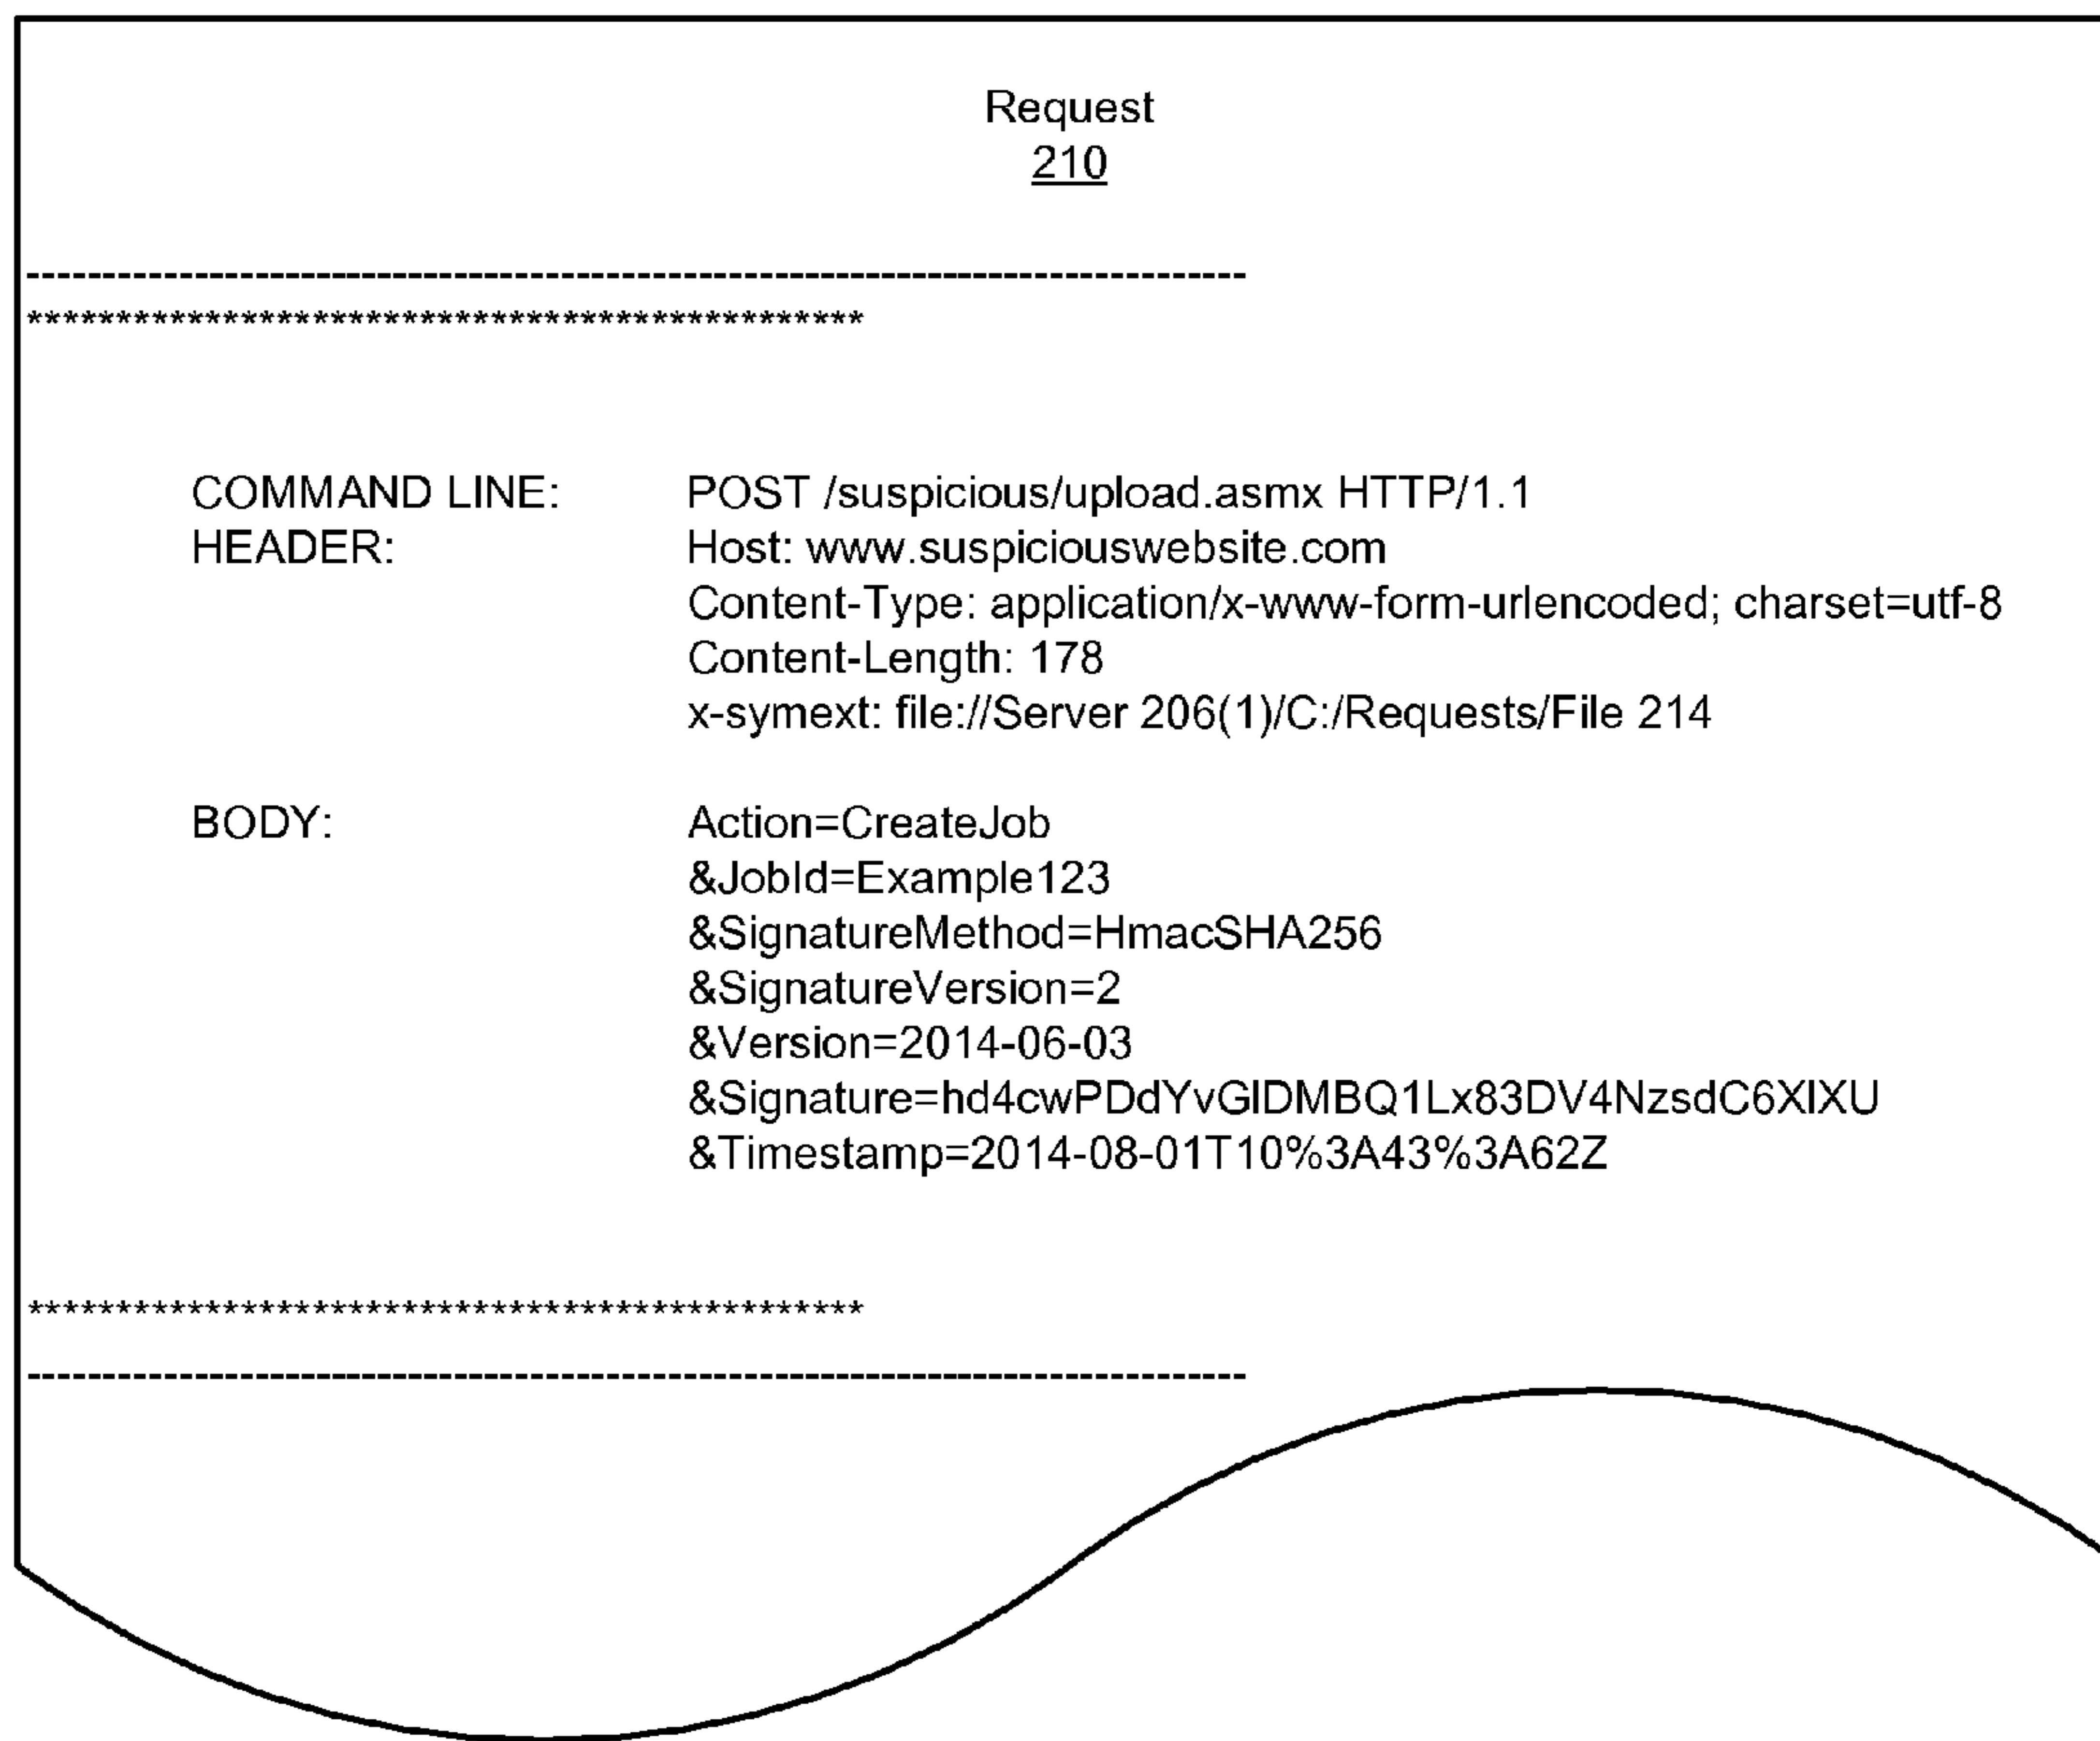 Request
210
--------------------------------------------------------------------------------
***********************************************
COMMAND LINE: POST /suspicious/upload.asmx HTTP/1.1
HEADER: Host: www.suspiciouswebsite.com
Content-Type: application/x-www-form-urlencoded; charset=utf-8
Content-Length: 178
x-symext: file://Server 206(1)/C:/Requests/File 214
BODY: Action=CreateJob
&JobId=Example123
&SignatureMethod=HmacSHA256
&SignatureVersion=2
&Version=2014-06-03
&Signature=hd4cwPDdYvGlDMBQ1Lx83DV4NzsdC6XlXU
&Timestamp=2014-08-01T10%3A43%3A62Z
***********************************************
--------------------------------------------------------------------------------